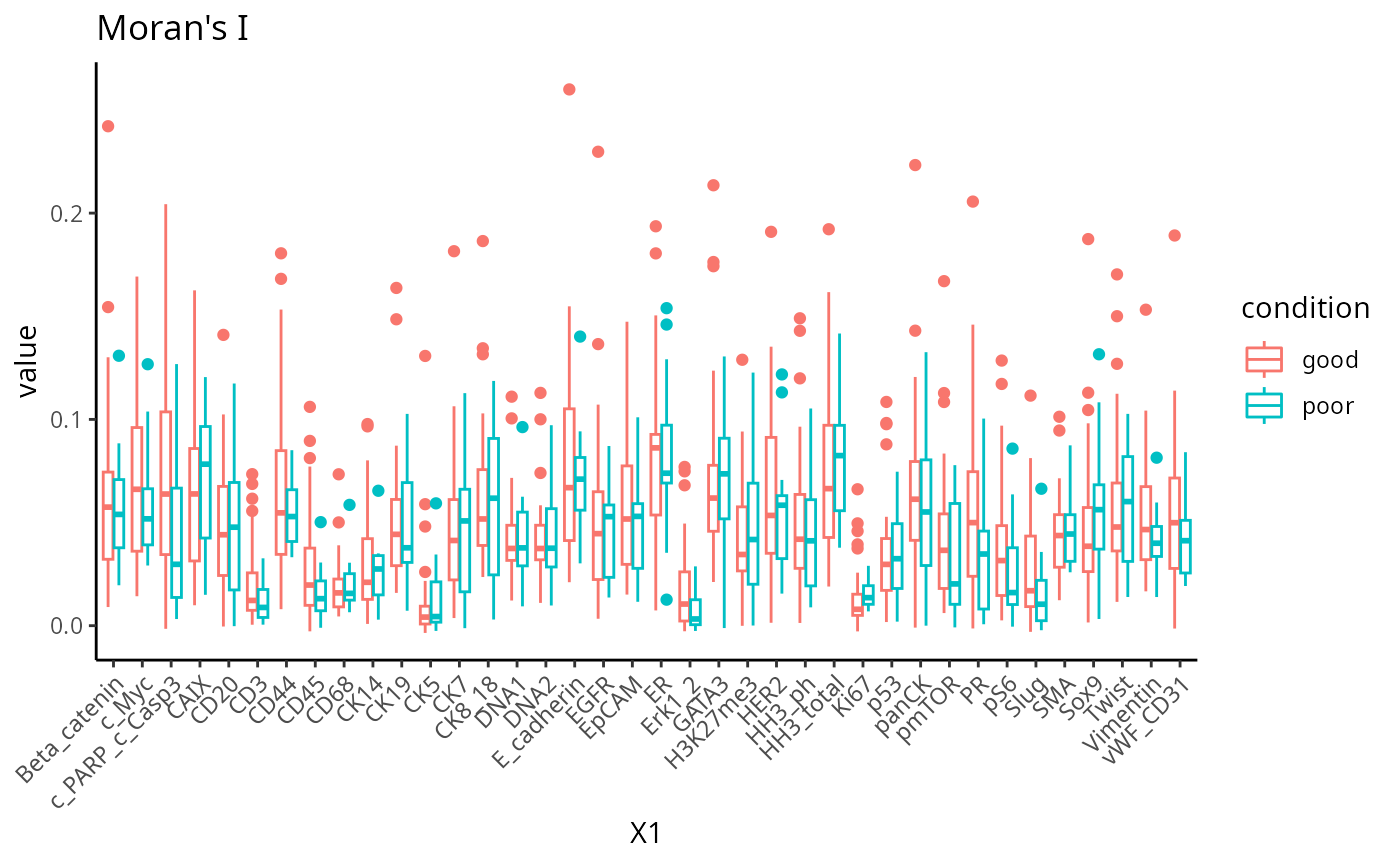 Moran's I
value
0.2
0.1
0.0
Beta_catenin
c_Myc
c_PARP_c_Casp3
CAIX
CD20
CD3
CD44
CD45
CD68
CK14
CK19
CK5
CK7
CK8_18
DNA1
DNA2
E_cadherin
EGFR
EpCAM
ER
Erk1_2
GATA3
H3K27me3
HER2
HH3_ph
HH3_total
Ki67
p53
panCK
pmTOR
PR
pS6
Slug
SMA
Sox9
Twist
Vimentin
vWF_CD31
X1
condition
good
poor